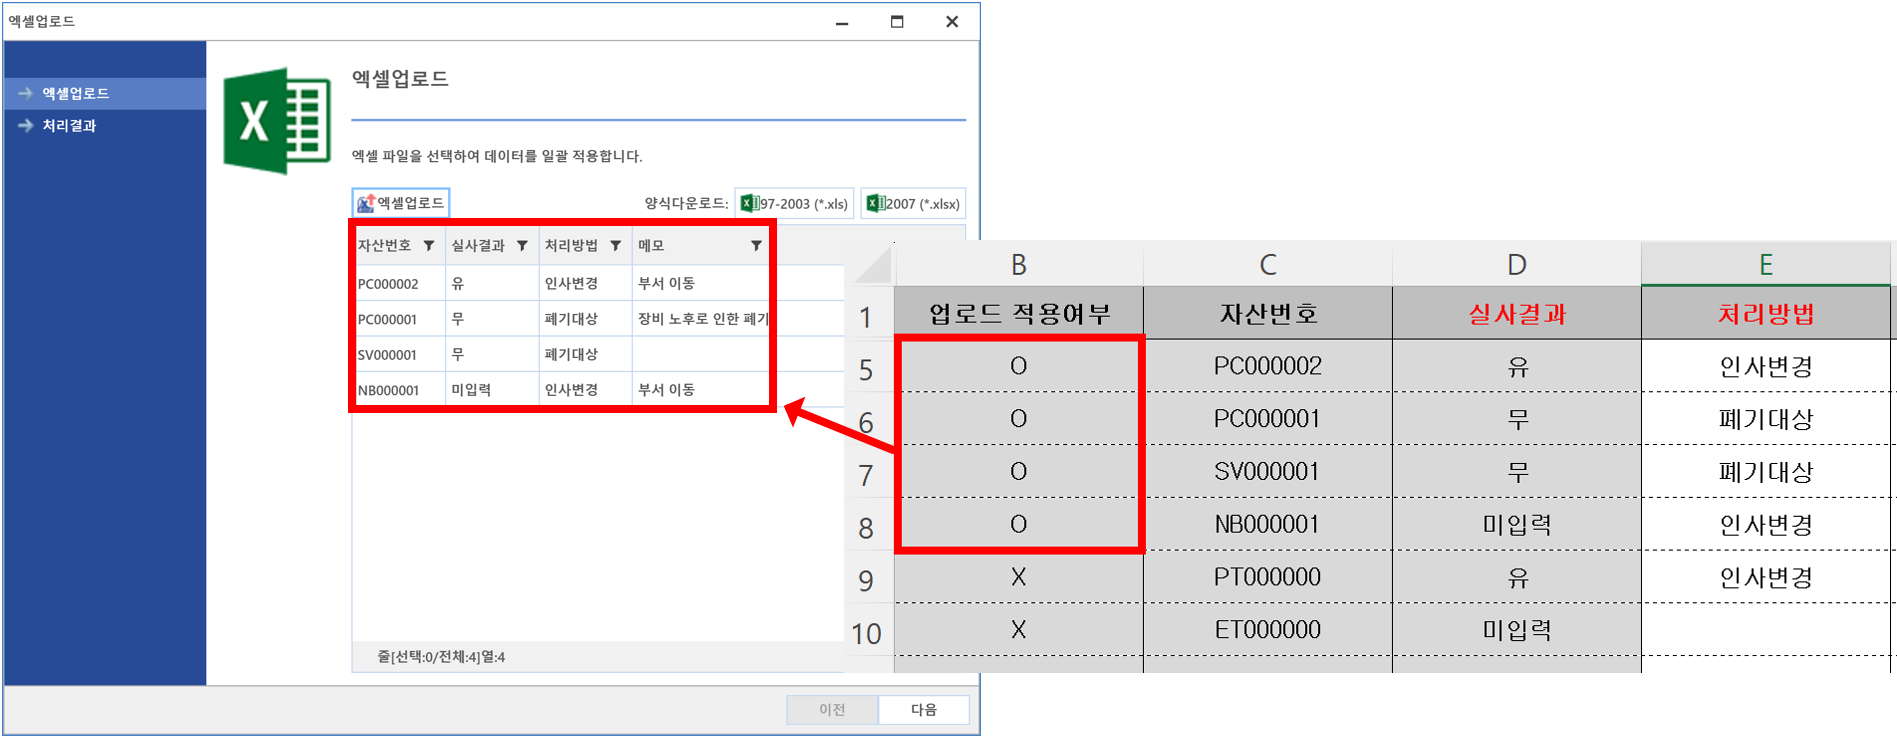 엑셀업로드
엑셀업로드
처리결과
엑셀업로드
엑셀 파일을 선택하여 데이터를 일괄 적용합니다.
엑셀업로드 양식다운로드: 97-2003 (*.xls) 2007 (*.xlsx)
자산번호 실사결과 처리방법 메모
PC000002 유 인사변경 부서 이동
PC000001 무 폐기대상 장비 노후로 인한 폐기
SV000001 무 폐기대상
NB000001 미입력 인사변경 부서 이동
줄[선택:0/전체:4]열:4
이전 다음
B C D E
1 업로드 적용여부 자산번호 실사결과 처리방법
5 O PC000002 유 인사변경
6 O PC000001 무 폐기대상
7 O SV000001 무 폐기대상
8 O NB000001 미입력 인사변경
9 X PT000000 유 인사변경
10 X ET000000 미입력